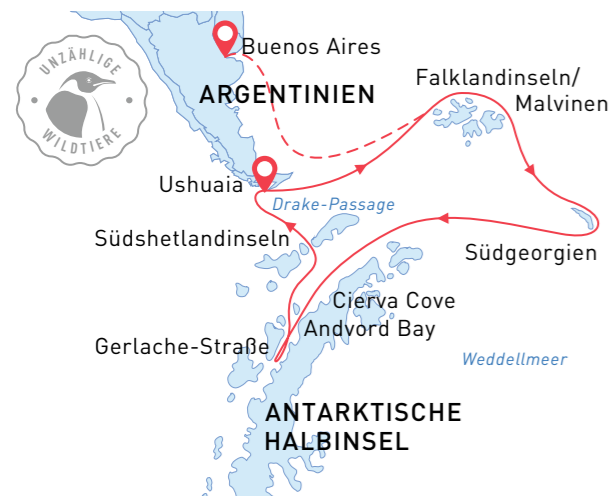 UNZÄHLIGE
WILDTIERE
Buenos Aires
ARGENTINIEN
Falklandinseln/
Malvinen
Ushuaia
Drake-Passage
Südshetlandinseln
Südgeorgien
Cierva Cove
Andvord Bay
Gerlache-Straße
Weddellmeer
ANTARKTISCHE
HALBINSEL